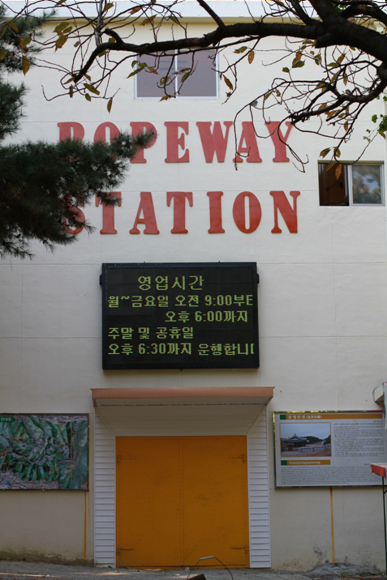 ROPEWAY
STATION
영업시간
월~금요일 오전 9:00부터
오후 6:00까지
주말 및 공휴일
오후 6:30까지 운행합니다